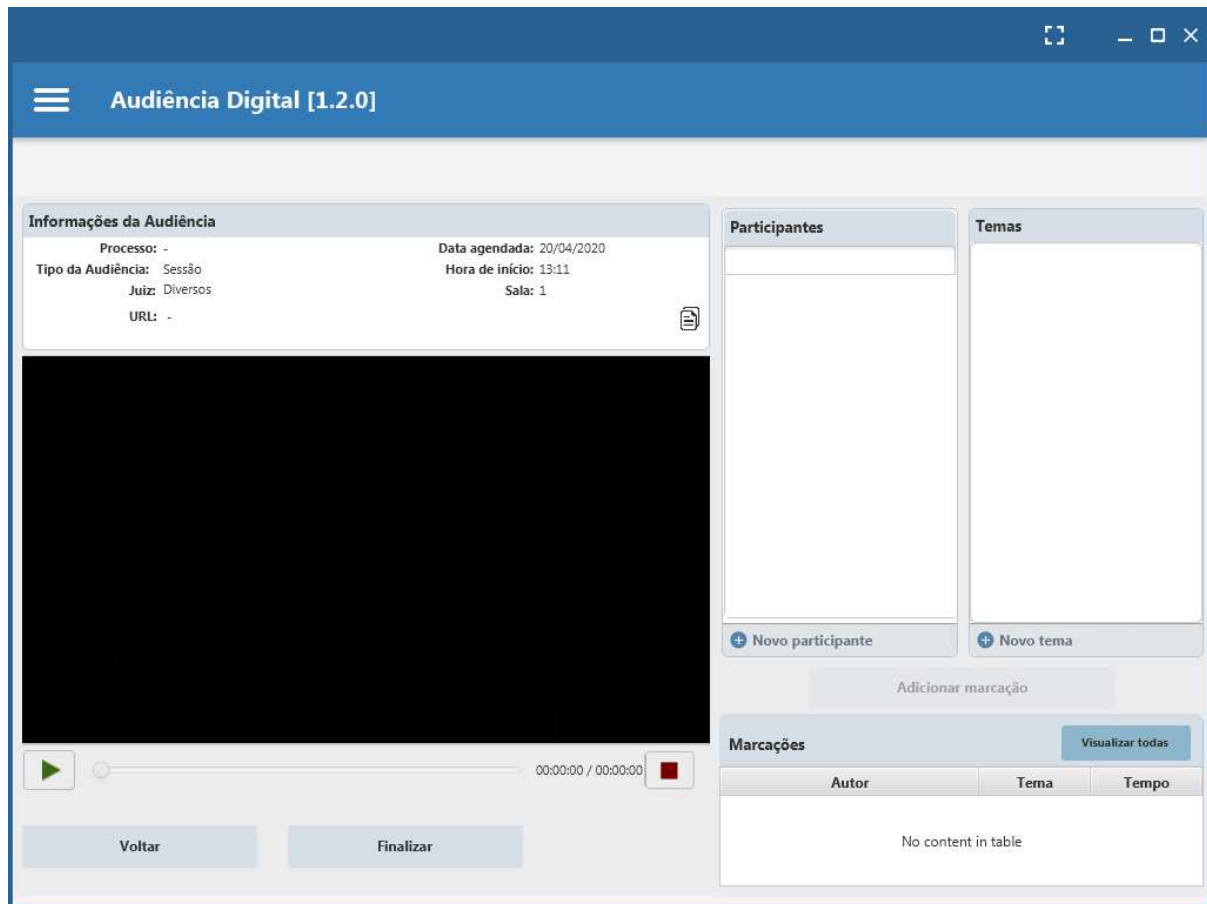 Audiência Digital [1.2.0]
Informações da Audiência
Processo: -
Data agendada: 20/04/2020
Tipo da Audiência: Sessão
Hora de início: 13:11
Juiz: Diversos
Sala: 1
URL: -
Participantes
Temas
Novo participante
Novo tema
Adicionar marcação
Marcações
Visualizar todas
Autor Tema Tempo
No content in table
00:00:00 / 00:00:00
Voltar
Finalizar